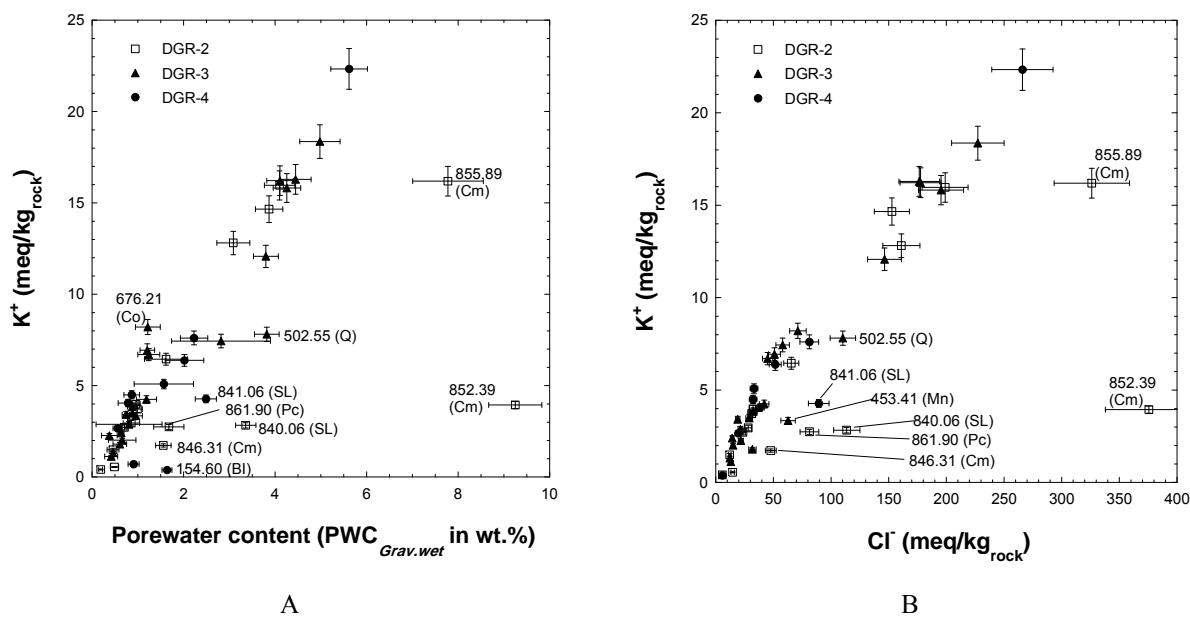 25
20
15
10
5
0
K⁺ (meq/kg_rock)
DGR-2
DGR-3
DGR-4
855.89
(Cm)
676.21
(Co)
502.55 (Q)
841.06 (SL)
861.90 (Pc)
852.39
(Cm)
840.06 (SL)
846.31 (Cm)
154.60 (BI)
0 2 4 6 8 10
Porewater content (PWC_Grav.wet in wt.%)
A
25
20
15
10
5
0
K⁺ (meq/kg_rock)
DGR-2
DGR-3
DGR-4
855.89
(Cm)
502.55 (Q)
841.06 (SL)
453.41 (Mn)
852.39
(Cm)
840.06 (SL)
861.90 (Pc)
846.31 (Cm)
0 50 100 150 200 250 300 350 400
Cl⁻ (meq/kg_rock)
B